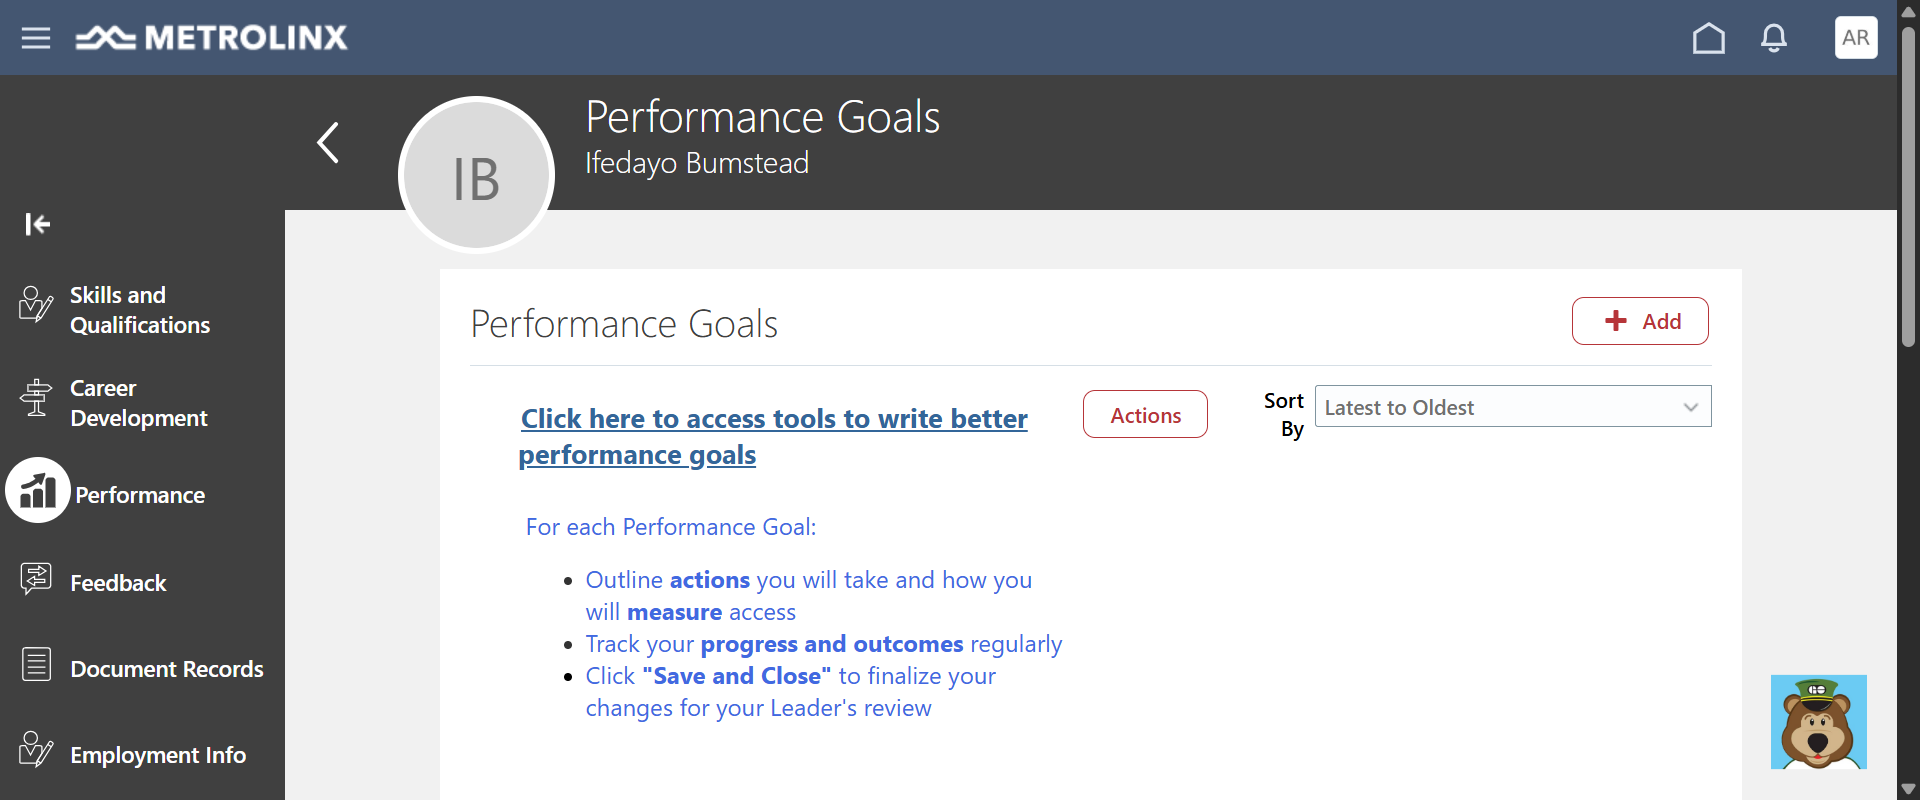 METROLINX
AR
Performance Goals
Ifedayo Bumstead
IB
Skills and
Qualifications
Career
Development
Performance
Feedback
Document Records
Employment Info
Performance Goals
Add
Click here to access tools to write better
performance goals
Actions
Sort
By
Latest to Oldest
For each Performance Goal:
Outline actions you will take and how you
will measure access
Track your progress and outcomes regularly
Click "Save and Close" to finalize your
changes for your Leader's review
GO